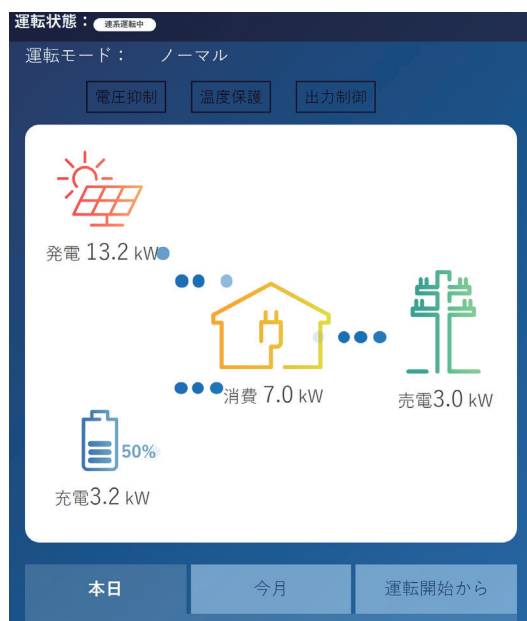 運転状態： 連系運転中
運転モード： ノーマル
電圧抑制 温度保護 出力制御
発電 13.2 kW
消費 7.0 kW
売電3.0 kW
50%
充電3.2 kW
本日 今月 運転開始から